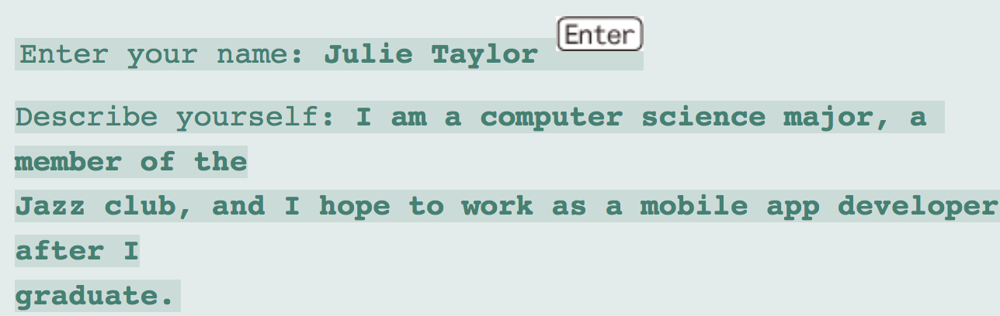 Enter your name: Julie Taylor Enter
Describe yourself: I am a computer science major, a
member of the
Jazz club, and I hope to work as a mobile app developer
after I
graduate.